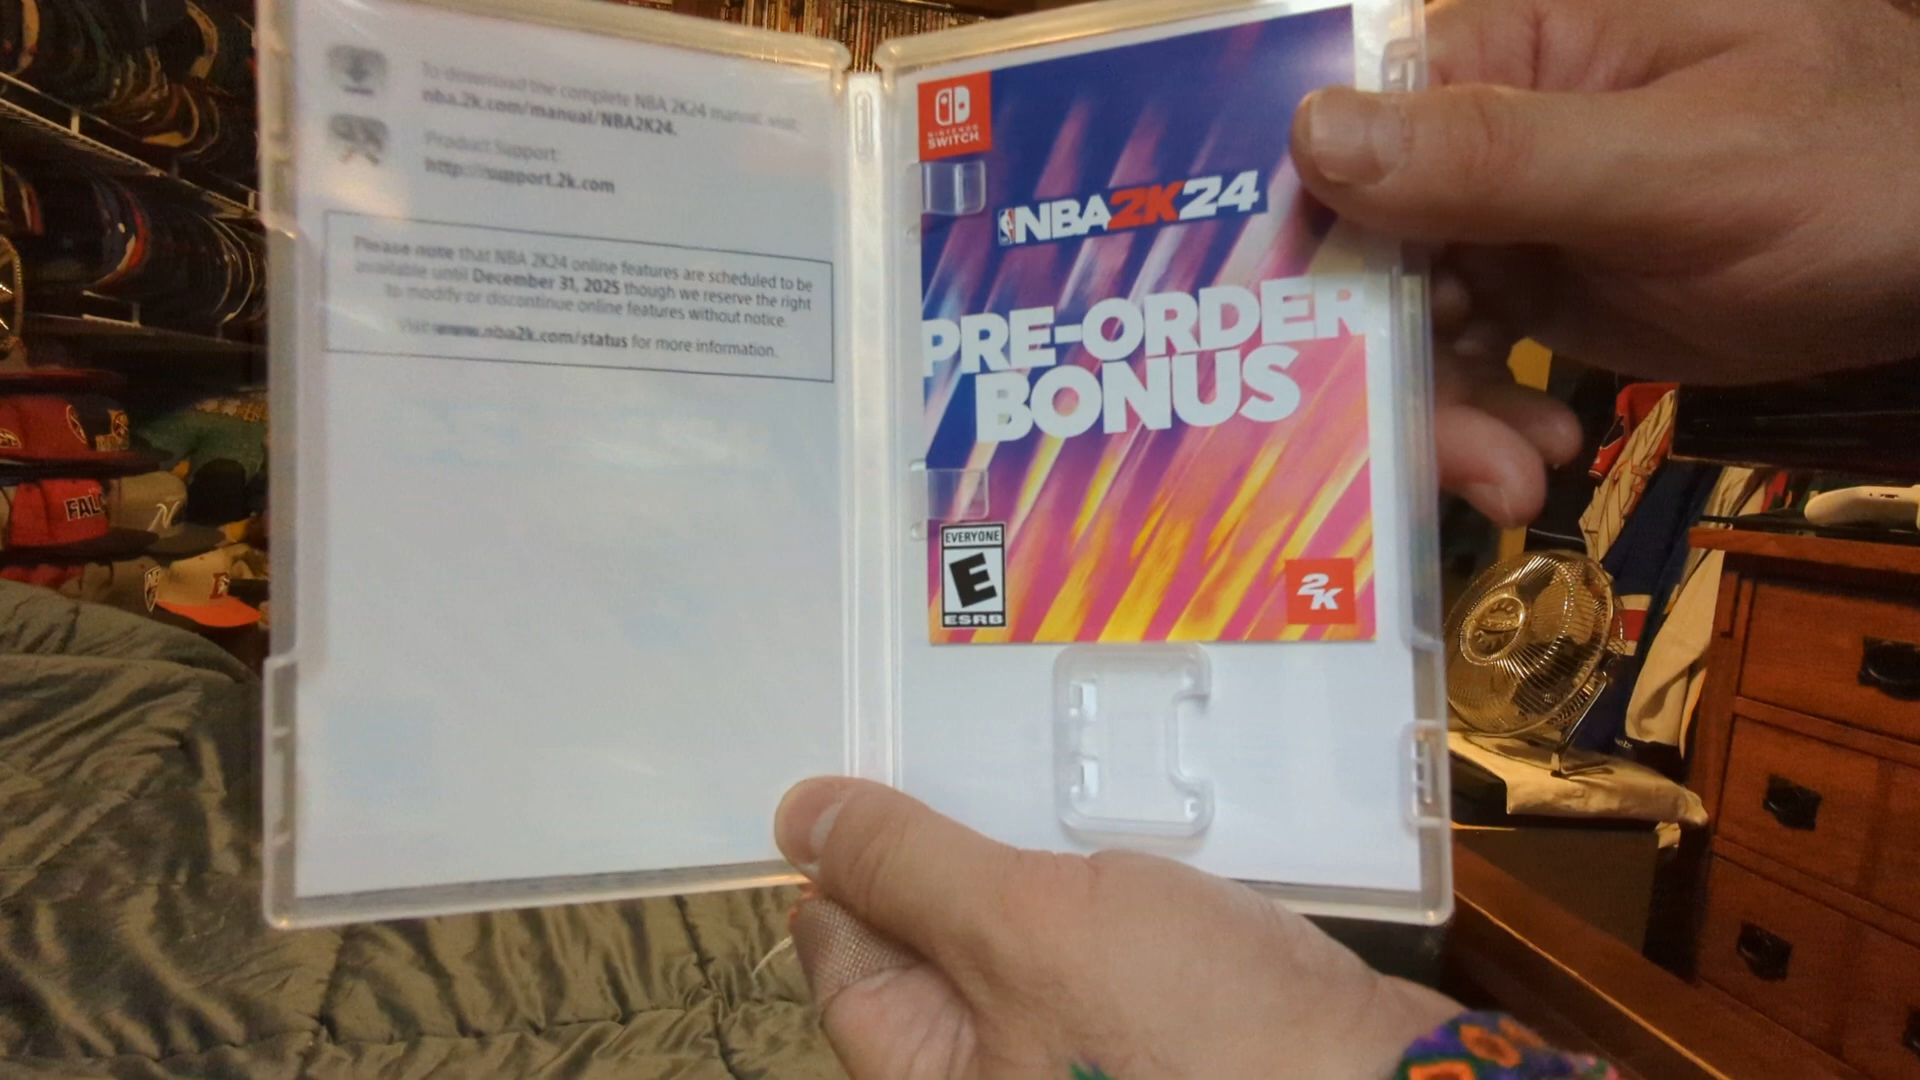 To download the complete NBA 2K24 manual, visit:
nba.2k.com/manual/NBA2K24.
Product Support:
http://support.2k.com
Please note that NBA 2K24 online features are scheduled to be
available until December 31, 2025 though we reserve the right
to modify or discontinue online features without notice.
Visit www.nba2k.com/status for more information.
NINTENDO
SWITCH
NBA 2K24
PRE-ORDER
BONUS
EVERYONE
E
ESRB
2K
FALC
N